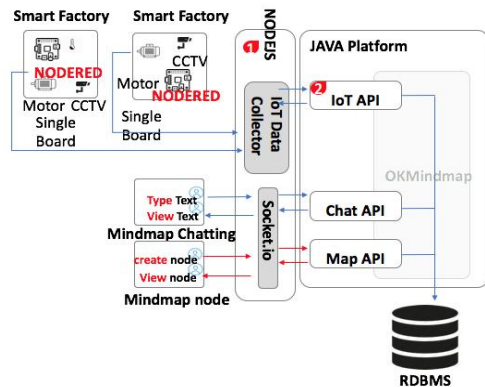 Smart Factory
NODERED
Motor CCTV
Single
Board
Smart Factory
CCTV
Motor
NODERED
Single
Board
NODEJS
1
IoT Data
Collector
Socket.io
JAVA Platform
2
IoT API
OKMindmap
Chat API
Map API
Type Text
View Text
Mindmap Chatting
create node
View node
Mindmap node
RDBMS